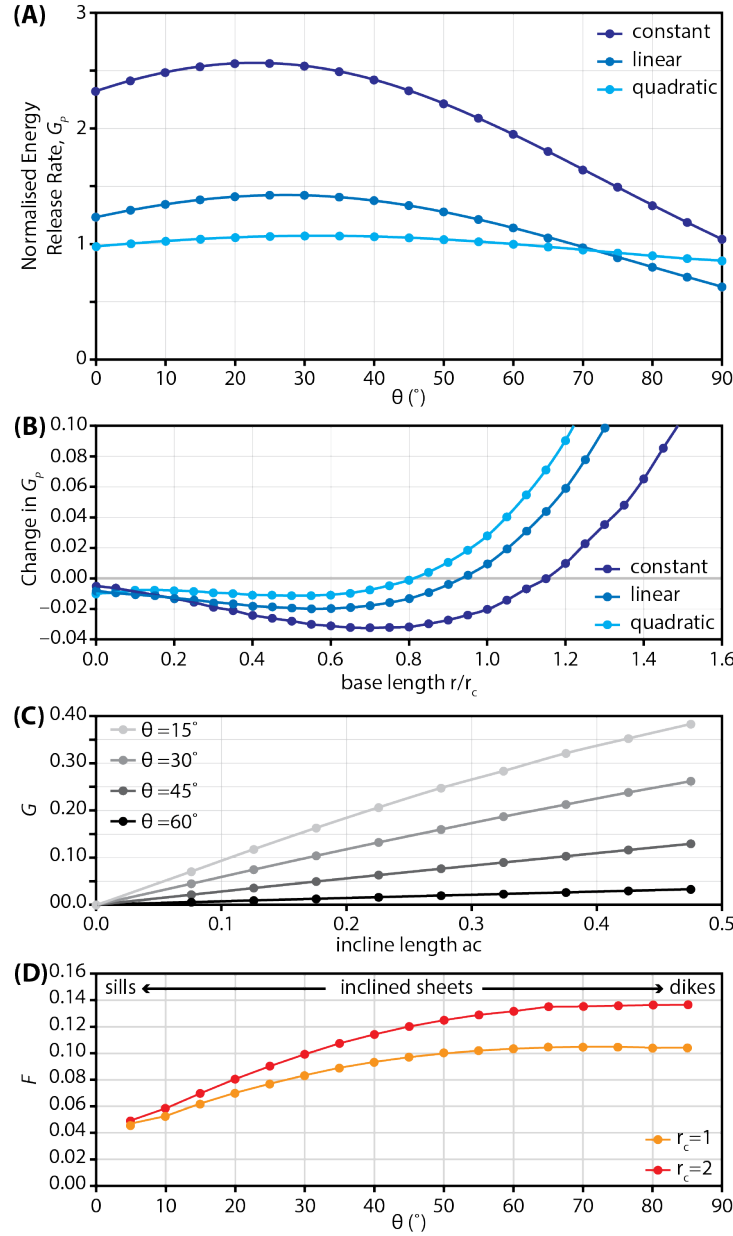 (A)
3
2
1
0
Normalised Energy
Release Rate, Gₚ
constant
linear
quadratic
0 10 20 30 40 50 60 70 80 90
θ (˚)
(B)
0.10
0.08
0.06
0.04
0.02
0.00
−0.02
−0.04
Change in Gₚ
constant
linear
quadratic
0.0 0.2 0.4 0.6 0.8 1.0 1.2 1.4 1.6
base length r/r꜀
(C)
0.40
0.30
0.20
0.10
00.0
G
θ =15˚
θ =30˚
θ =45˚
θ =60˚
0.0 0.1 0.2 0.3 0.4 0.5
incline length ac
(D)
0.16
0.14
0.12
0.10
0.08
0.06
0.04
0.02
0.00
F
sills inclined sheets dikes
r꜀=1
r꜀=2
0 10 20 30 40 50 60 70 80 90
θ (˚)